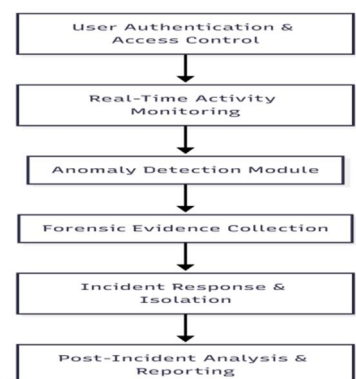 User Authentication &
Access Control
Real-Time Activity
Monitoring
Anomaly Detection Module
Forensic Evidence Collection
Incident Response &
Isolation
Post-Incident Analysis &
Reporting